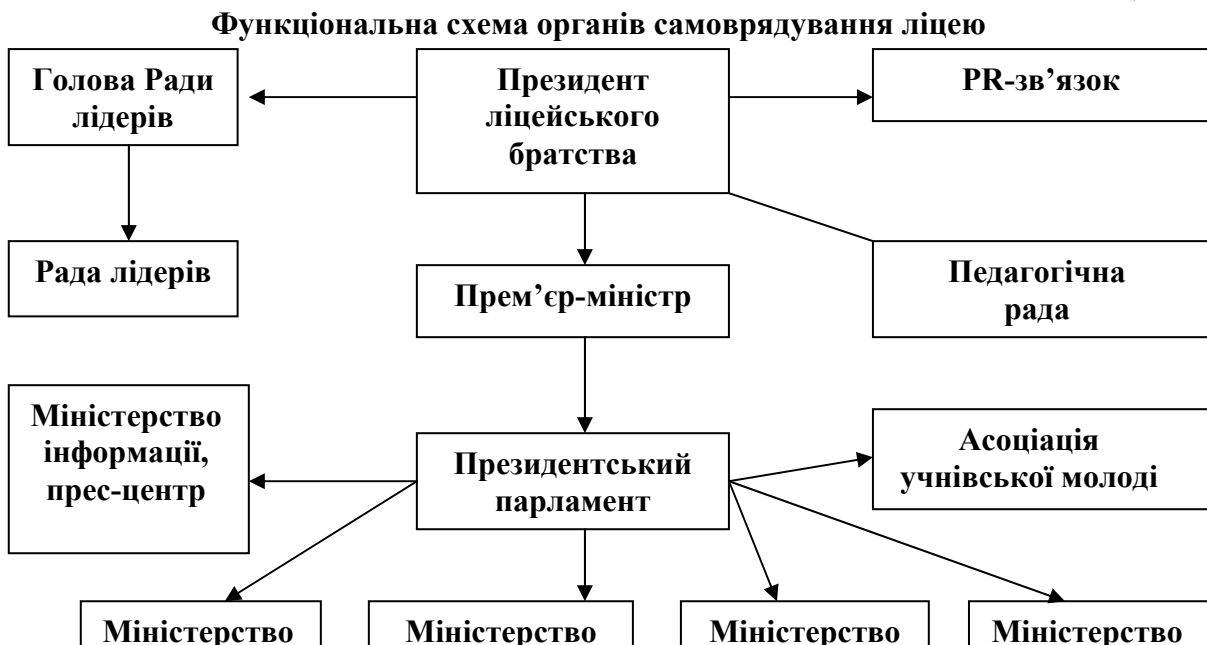 Функціональна схема органів самоврядування ліцею
Голова Ради
лідерів
Президент
ліцейського
братства
PR-зв’язок
Рада лідерів
Прем’єр-міністр
Педагогічна
рада
Міністерство
інформації,
прес-центр
Президентський
парламент
Асоціація
учнівської молоді
Міністерство
Міністерство
Міністерство
Міністерство